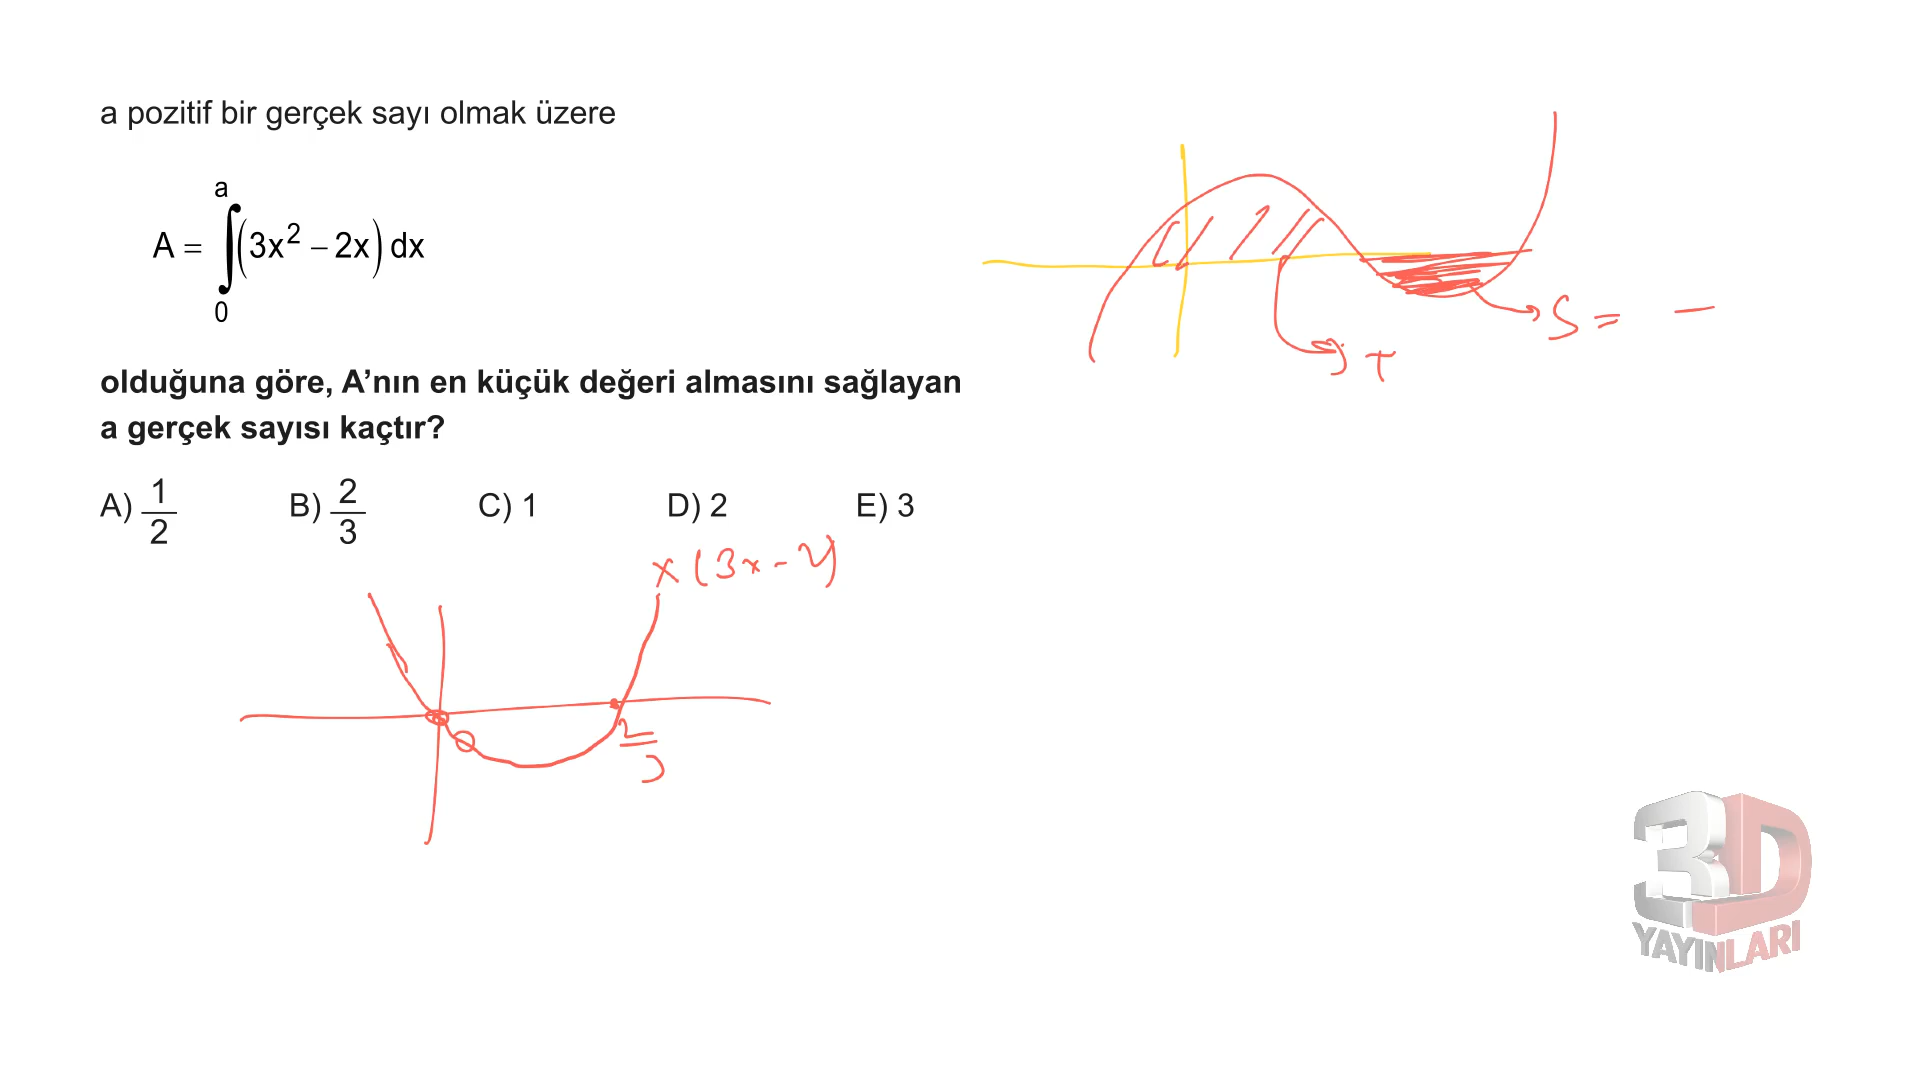 a pozitif bir gerçek sayı olmak üzere
a
A = ∫(3x² – 2x) dx
0
olduğuna göre, A’nın en küçük değeri almasını sağlayan
a gerçek sayısı kaçtır?
A) 1/2 B) 2/3 C) 1 D) 2 E) 3
x(3x-2)
2/3
S = —
+
3D
YAYINLARI